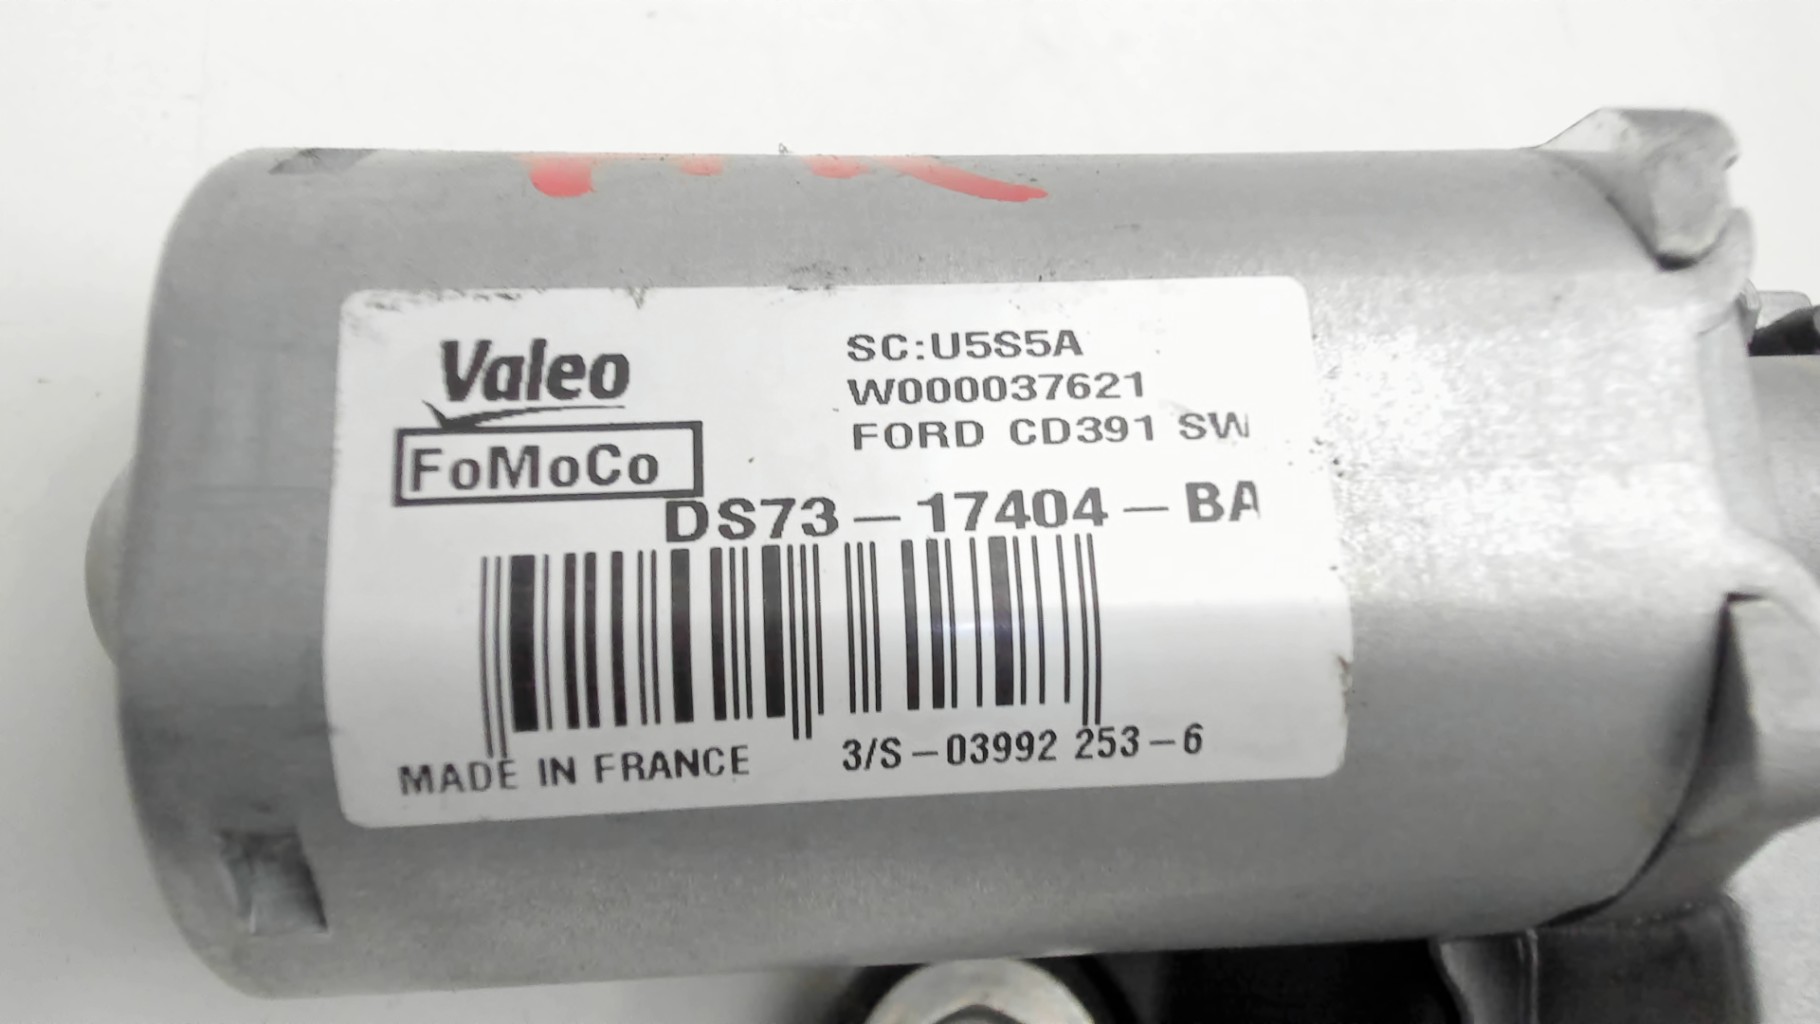 Valeo
FoMoCo
SC:U5S5A
W000037621
FORD CD391 SW
DS73-17404-BA
MADE IN FRANCE 3/S-03992 253-6